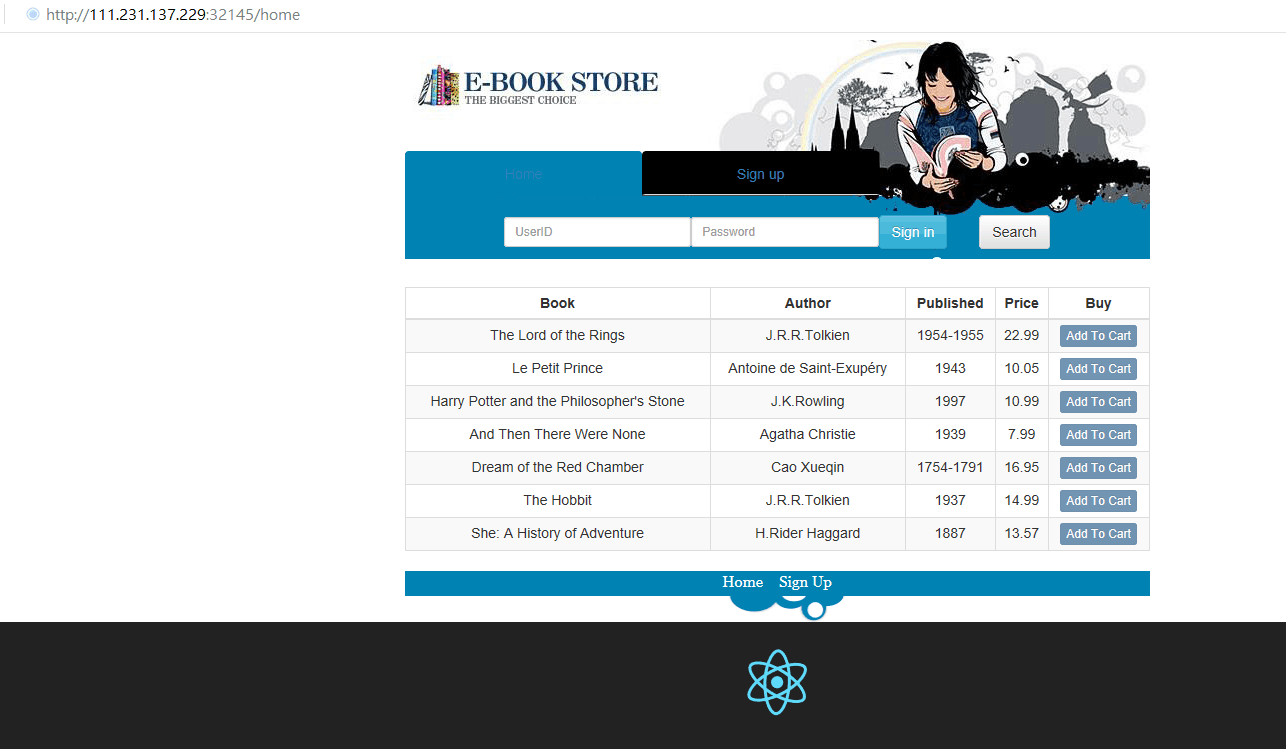 http://111.231.137.229:32145/home
E-BOOK STORE
THE BIGGEST CHOICE
Home Sign up
UserID Password Sign in Search
Book Author Published Price Buy
The Lord of the Rings J.R.R.Tolkien 1954-1955 22.99 Add To Cart
Le Petit Prince Antoine de Saint-Exupéry 1943 10.05 Add To Cart
Harry Potter and the Philosopher's Stone J.K.Rowling 1997 10.99 Add To Cart
And Then There Were None Agatha Christie 1939 7.99 Add To Cart
Dream of the Red Chamber Cao Xueqin 1754-1791 16.95 Add To Cart
The Hobbit J.R.R.Tolkien 1937 14.99 Add To Cart
She: A History of Adventure H.Rider Haggard 1887 13.57 Add To Cart
Home Sign Up